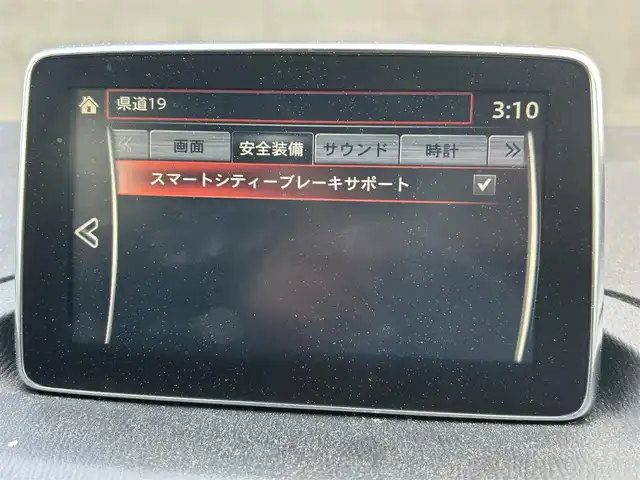 県道19 3:10
画面 安全装備 サウンド 時計
スマートシティーブレーキサポート